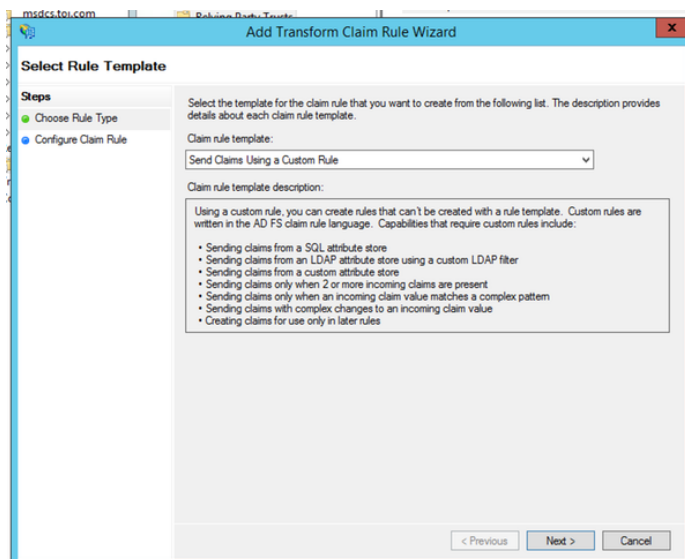 msdcs.toi.com
Relying Party Trusts
Add Transform Claim Rule Wizard
x
Select Rule Template
Steps
Choose Rule Type
Configure Claim Rule
Select the template for the claim rule that you want to create from the following list. The description provides
details about each claim rule template.
Claim rule template:
Send Claims Using a Custom Rule
Claim rule template description:
Using a custom rule, you can create rules that can't be created with a rule template. Custom rules are
written in the AD FS claim rule language. Capabilities that require custom rules include:
• Sending claims from a SQL attribute store
• Sending claims from an LDAP attribute store using a custom LDAP filter
• Sending claims from a custom attribute store
• Sending claims only when 2 or more incoming claims are present
• Sending claims only when an incoming claim value matches a complex pattern
• Sending claims with complex changes to an incoming claim value
• Creating claims for use only in later rules
< Previous
Next >
Cancel